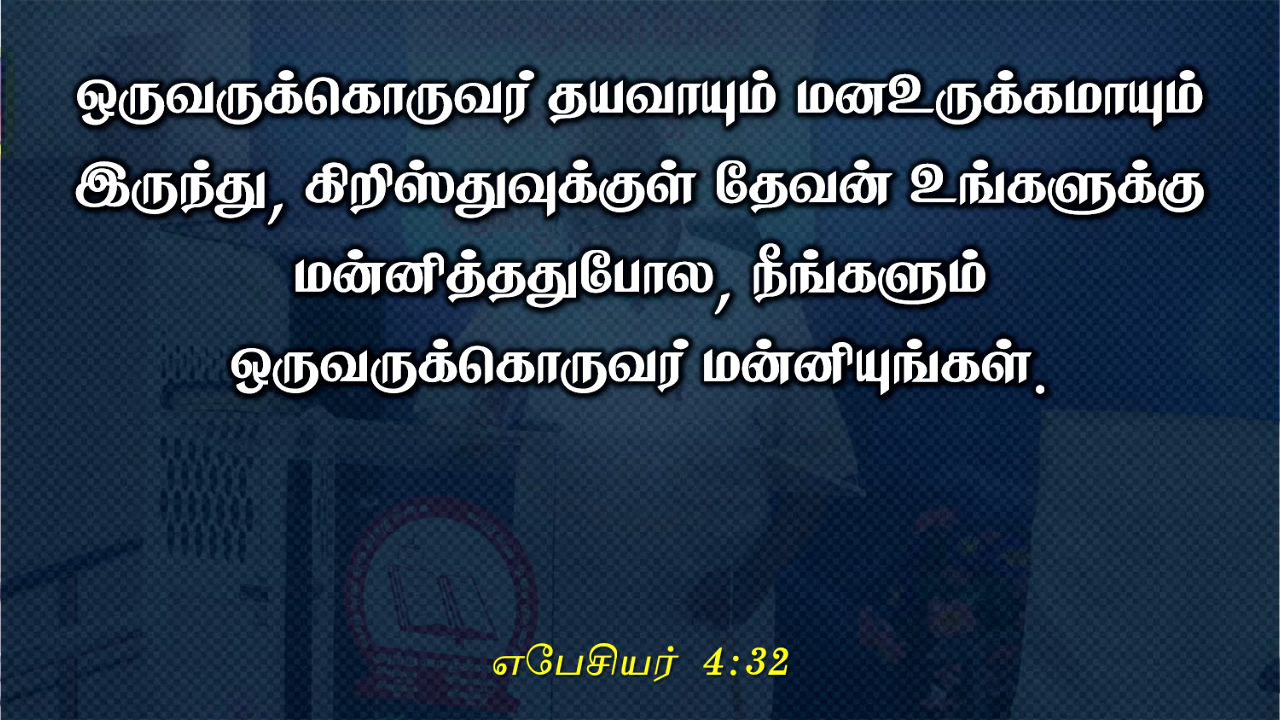 ஒருவருக்கொருவர் தயவாயும் மனஉருக்கமாயும்
இருந்து, கிறிஸ்துவுக்குள் தேவன் உங்களுக்கு
மன்னித்ததுபோல, நீங்களும்
ஒருவருக்கொருவர் மன்னியுங்கள்.
எபேசியர் 4:32